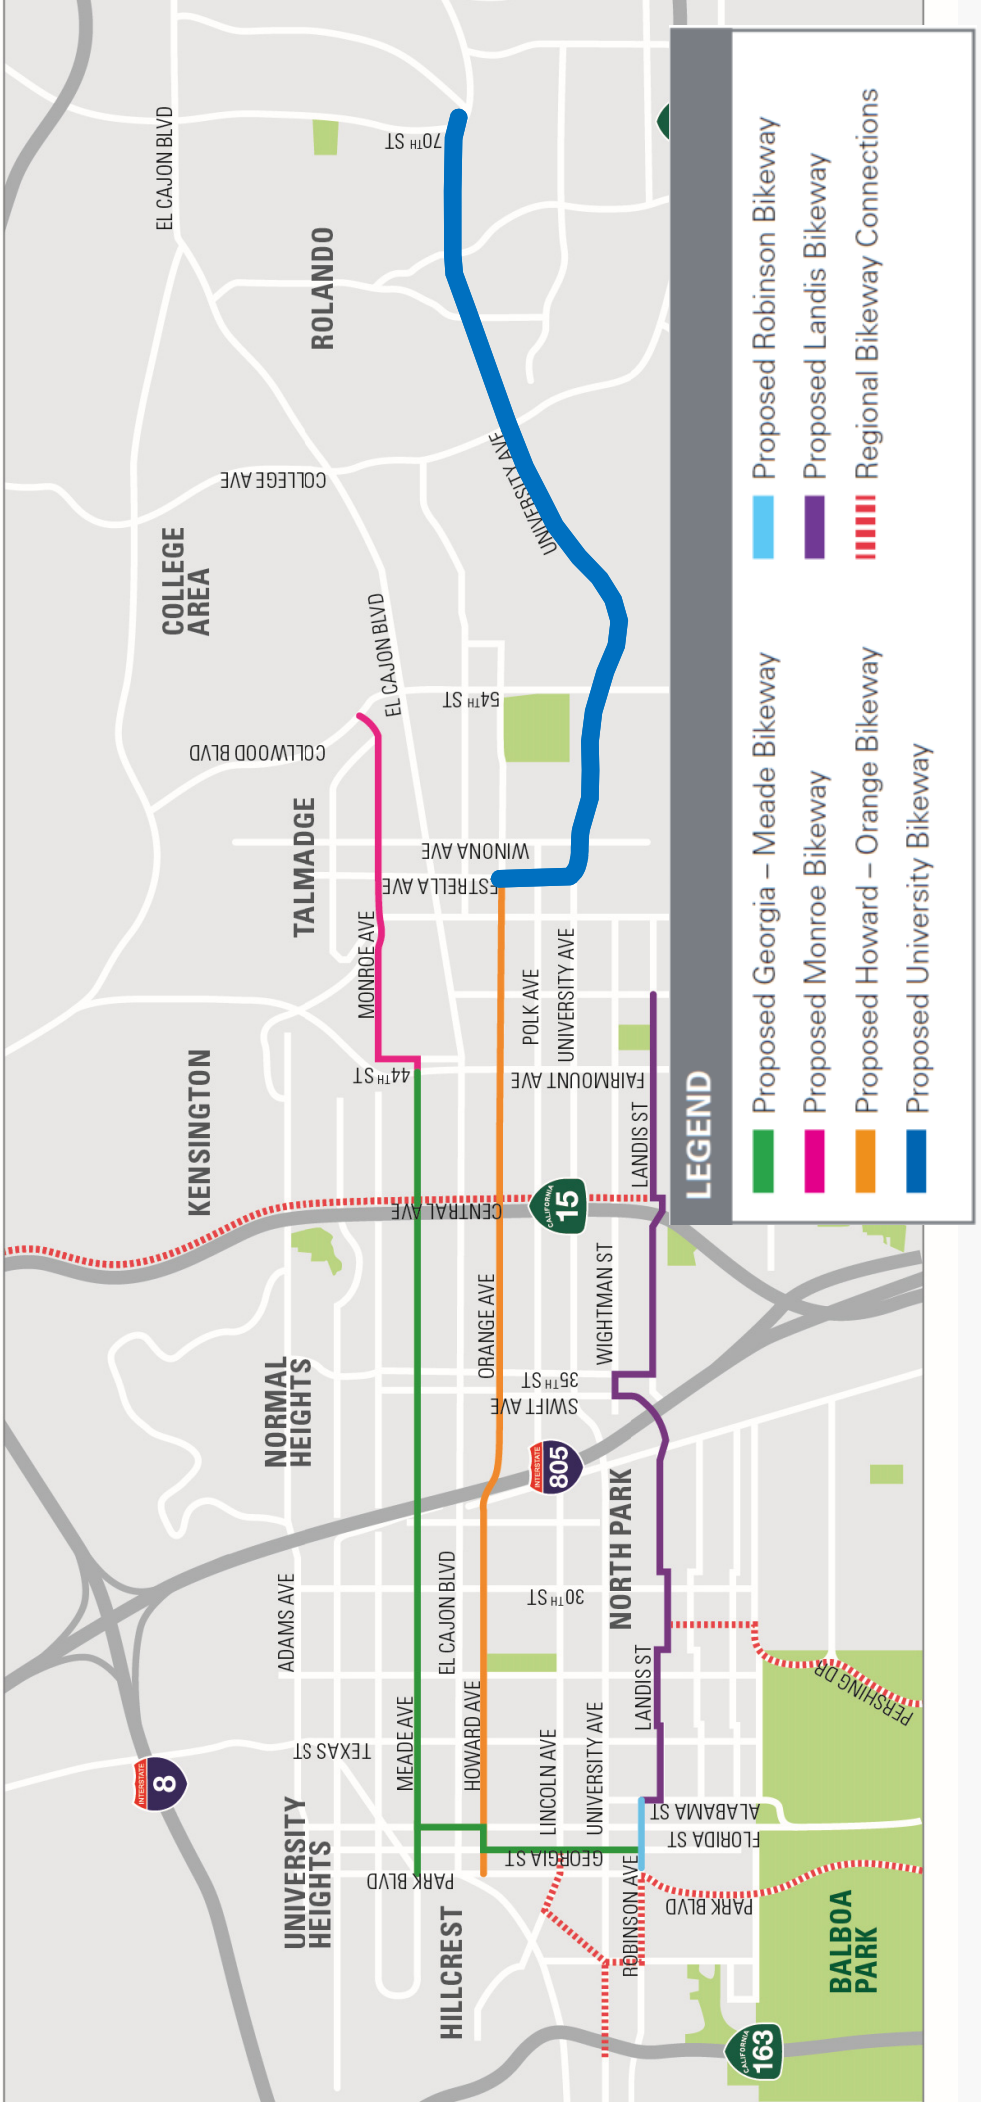 EL CAJON BLVD
70TH ST
ROLANDO
COLLEGE AVE
UNIVERSITY AVE
COLLEGE
AREA
EL CAJON BLVD
54TH ST
COLLWOOD BLVD
TALMADGE
WINONA AVE
ESTRELLA AVE
MONROE AVE
POLK AVE
UNIVERSITY AVE
44TH ST
FAIRMOUNT AVE
KENSINGTON
LANDIS ST
CENTRAL AVE
CALIFORNIA
15
WIGHTMAN ST
ORANGE AVE
NORMAL
HEIGHTS
35TH ST
SWIFT AVE
INTERSTATE
805
NORTH PARK
30TH ST
ADAMS AVE
EL CAJON BLVD
LANDIS ST
PERSHING DR
MEADE AVE
HOWARD AVE
TEXAS ST
LINCOLN AVE
UNIVERSITY AVE
INTERSTATE
8
ALABAMA ST
FLORIDA ST
GEORGIA ST
UNIVERSITY
HEIGHTS
PARK BLVD
ROBINSON AVE
PARK BLVD
HILLCREST
BALBOA
PARK
CALIFORNIA
163
LEGEND
Proposed Georgia – Meade Bikeway
Proposed Monroe Bikeway
Proposed Howard – Orange Bikeway
Proposed University Bikeway
Proposed Robinson Bikeway
Proposed Landis Bikeway
Regional Bikeway Connections